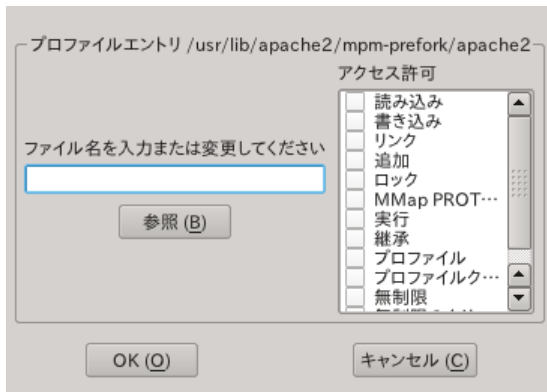 プロファイルエントリ /usr/lib/apache2/mpm-prefork/apache2
アクセス許可
ファイル名を入力または変更してください
参照 (B)
読み込み
書き込み
リンク
追加
ロック
MMap PROT…
実行
継承
プロファイル
プロファイルク…
無制限
OK (O)
キャンセル (C)